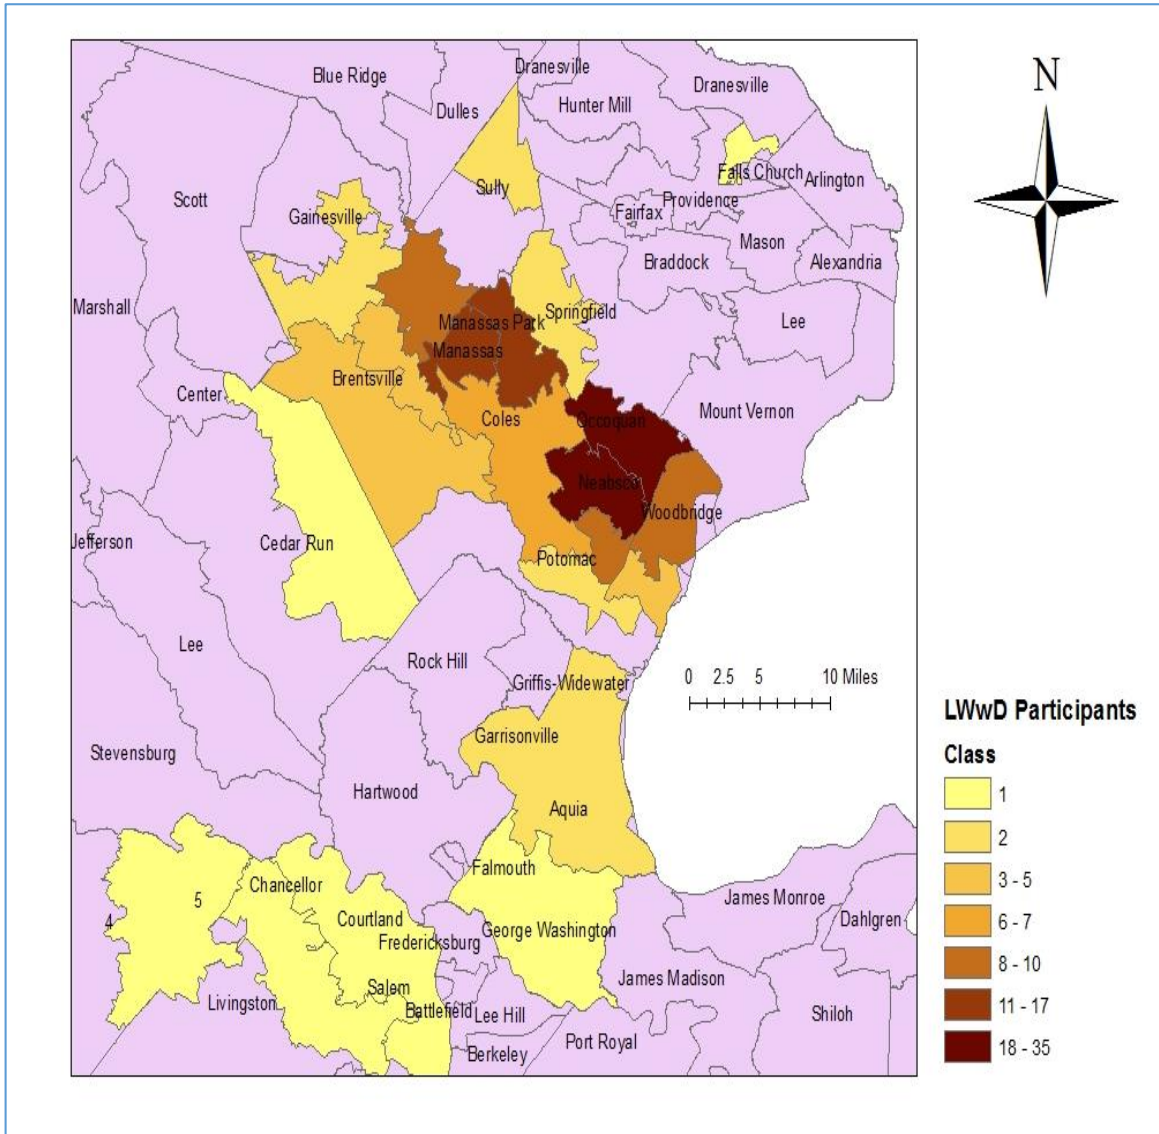 Blue Ridge
Dranesville
Dulles
Hunter Mill
Dranesville
N
Scott
Sully
Falls Church
Arlington
Gainesville
Fairfax
Providence
Mason
Braddock
Alexandria
Marshall
Manassas Park
Springfield
Lee
Manassas
Brentsville
Center
Coles
Occoquan
Mount Vernon
Neabsco
Woodbridge
Jefferson
Cedar Run
Potomac
Lee
Rock Hill
Griffis-Widewater
0 2.5 5 10 Miles
Garrisonville
Stevensburg
Hartwood
Aquia
Falmouth
Chancellor
5
4
Courtland
Fredericksburg
George Washington
James Monroe
Dahlgren
Salem
James Madison
Livingston
Battlefield
Lee Hill
Shiloh
Berkeley
Port Royal
LWwD Participants
Class
1
2
3 - 5
6 - 7
8 - 10
11 - 17
18 - 35